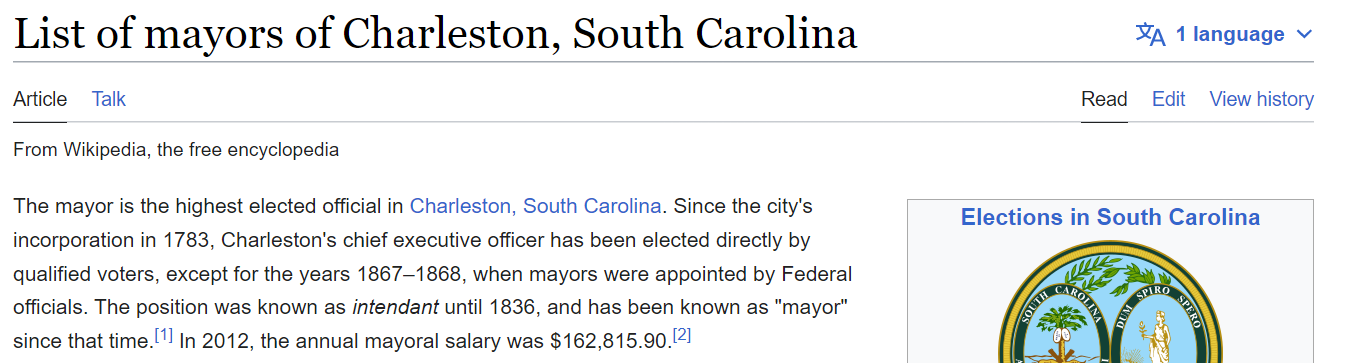 List of mayors of Charleston, South Carolina
1 language
Article Talk
Read Edit View history
From Wikipedia, the free encyclopedia
The mayor is the highest elected official in Charleston, South Carolina. Since the city's
incorporation in 1783, Charleston's chief executive officer has been elected directly by
qualified voters, except for the years 1867–1868, when mayors were appointed by Federal
officials. The position was known as intendant until 1836, and has been known as "mayor"
since that time.[1] In 2012, the annual mayoral salary was $162,815.90.[2]
Elections in South Carolina
SOUTH CAROLINA
DUM SPIRO SPERO